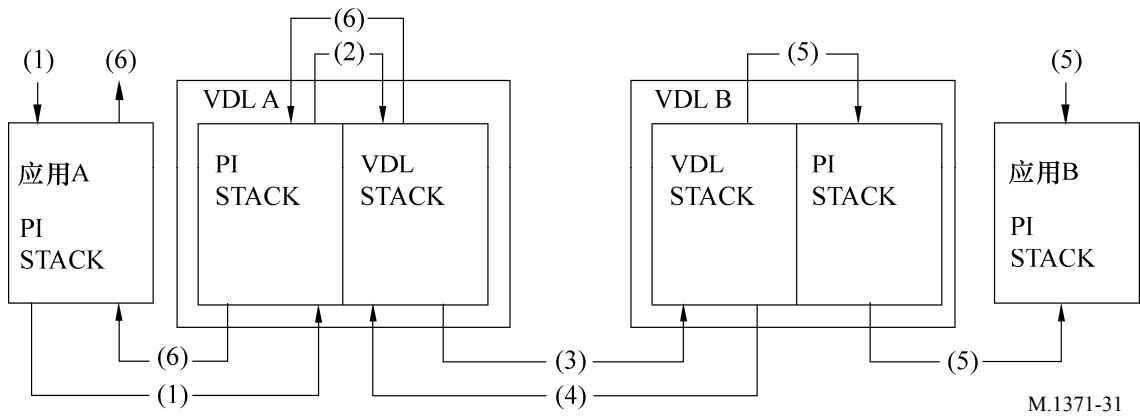 (6)
(1)
(6)
(2)
(5)
(5)
VDL A
VDL B
应用A
PI
STACK
PI
STACK
VDL
STACK
VDL
STACK
PI
STACK
应用B
PI
STACK
(6)
(3)
(5)
(1)
(4)
M.1371-31